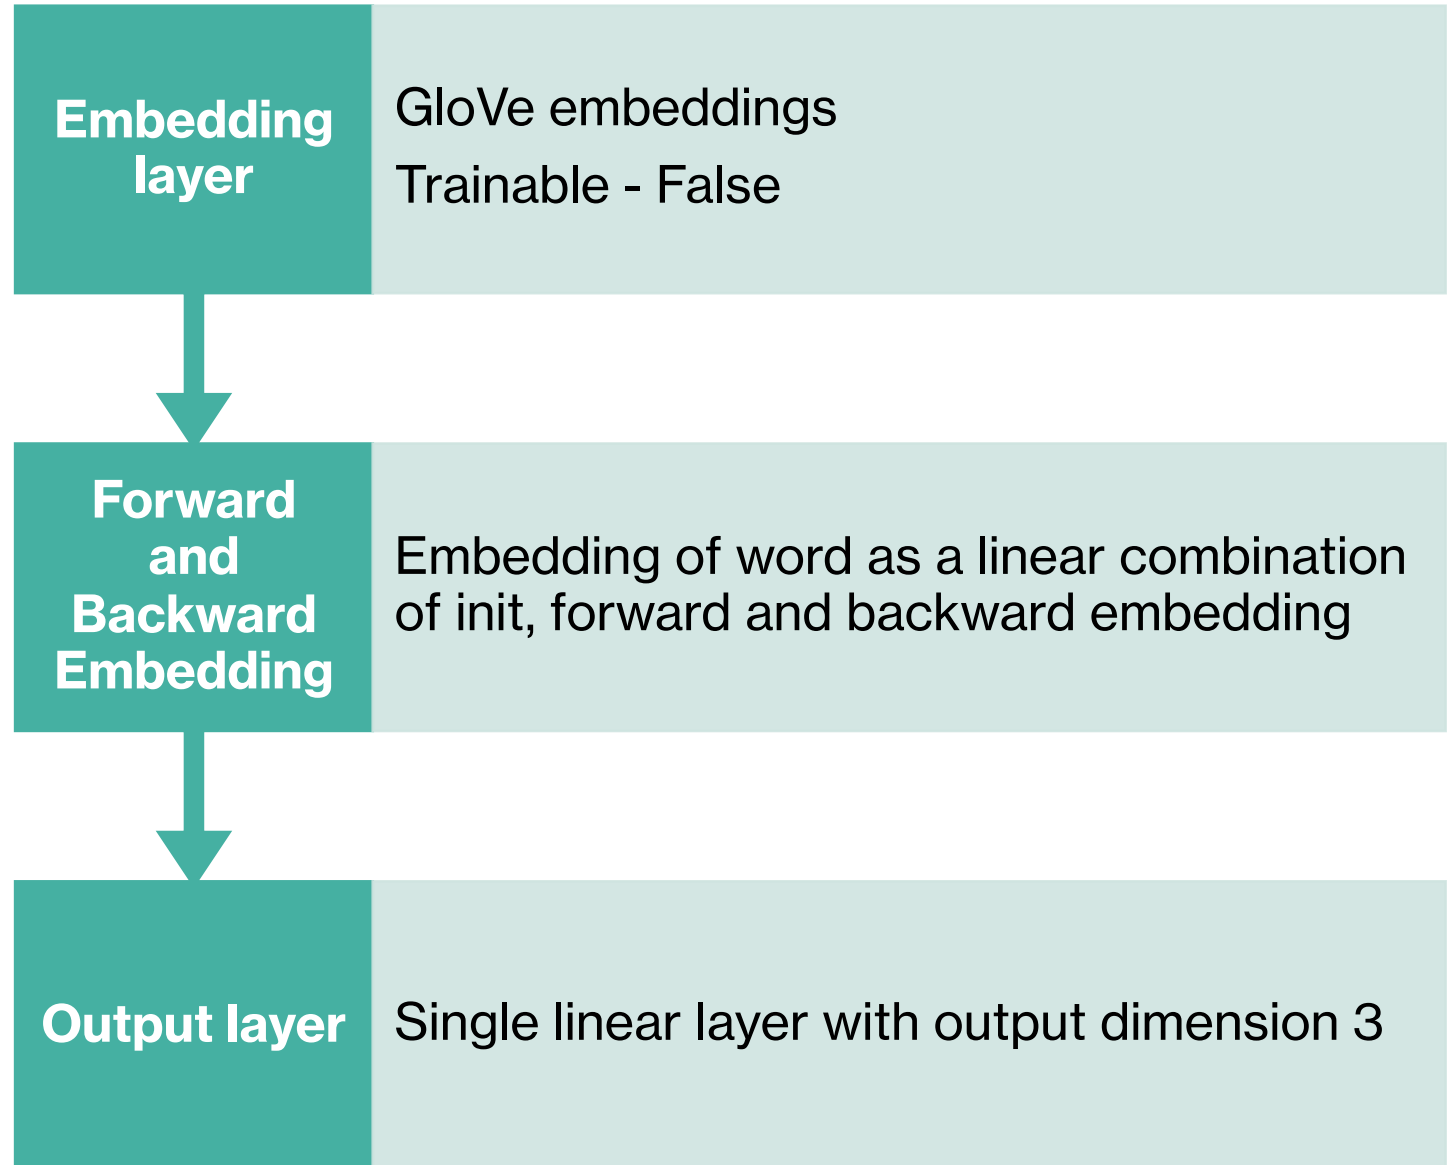 Embedding
layer
GloVe embeddings
Trainable - False
Forward
and
Backward
Embedding
Embedding of word as a linear combination
of init, forward and backward embedding
Output layer
Single linear layer with output dimension 3